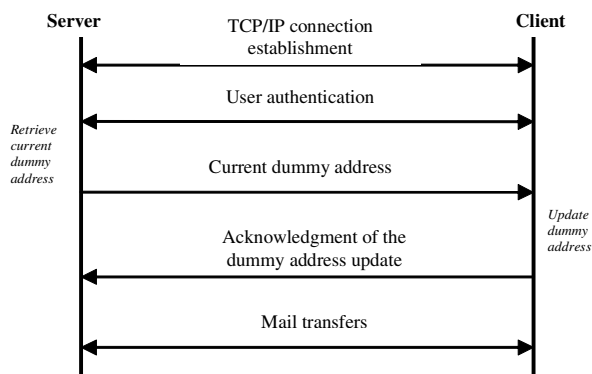 Server
Client
TCP/IP connection
establishment
User authentication
Retrieve
current
dummy
address
Current dummy address
Update
dummy
address
Acknowledgment of the
dummy address update
Mail transfers